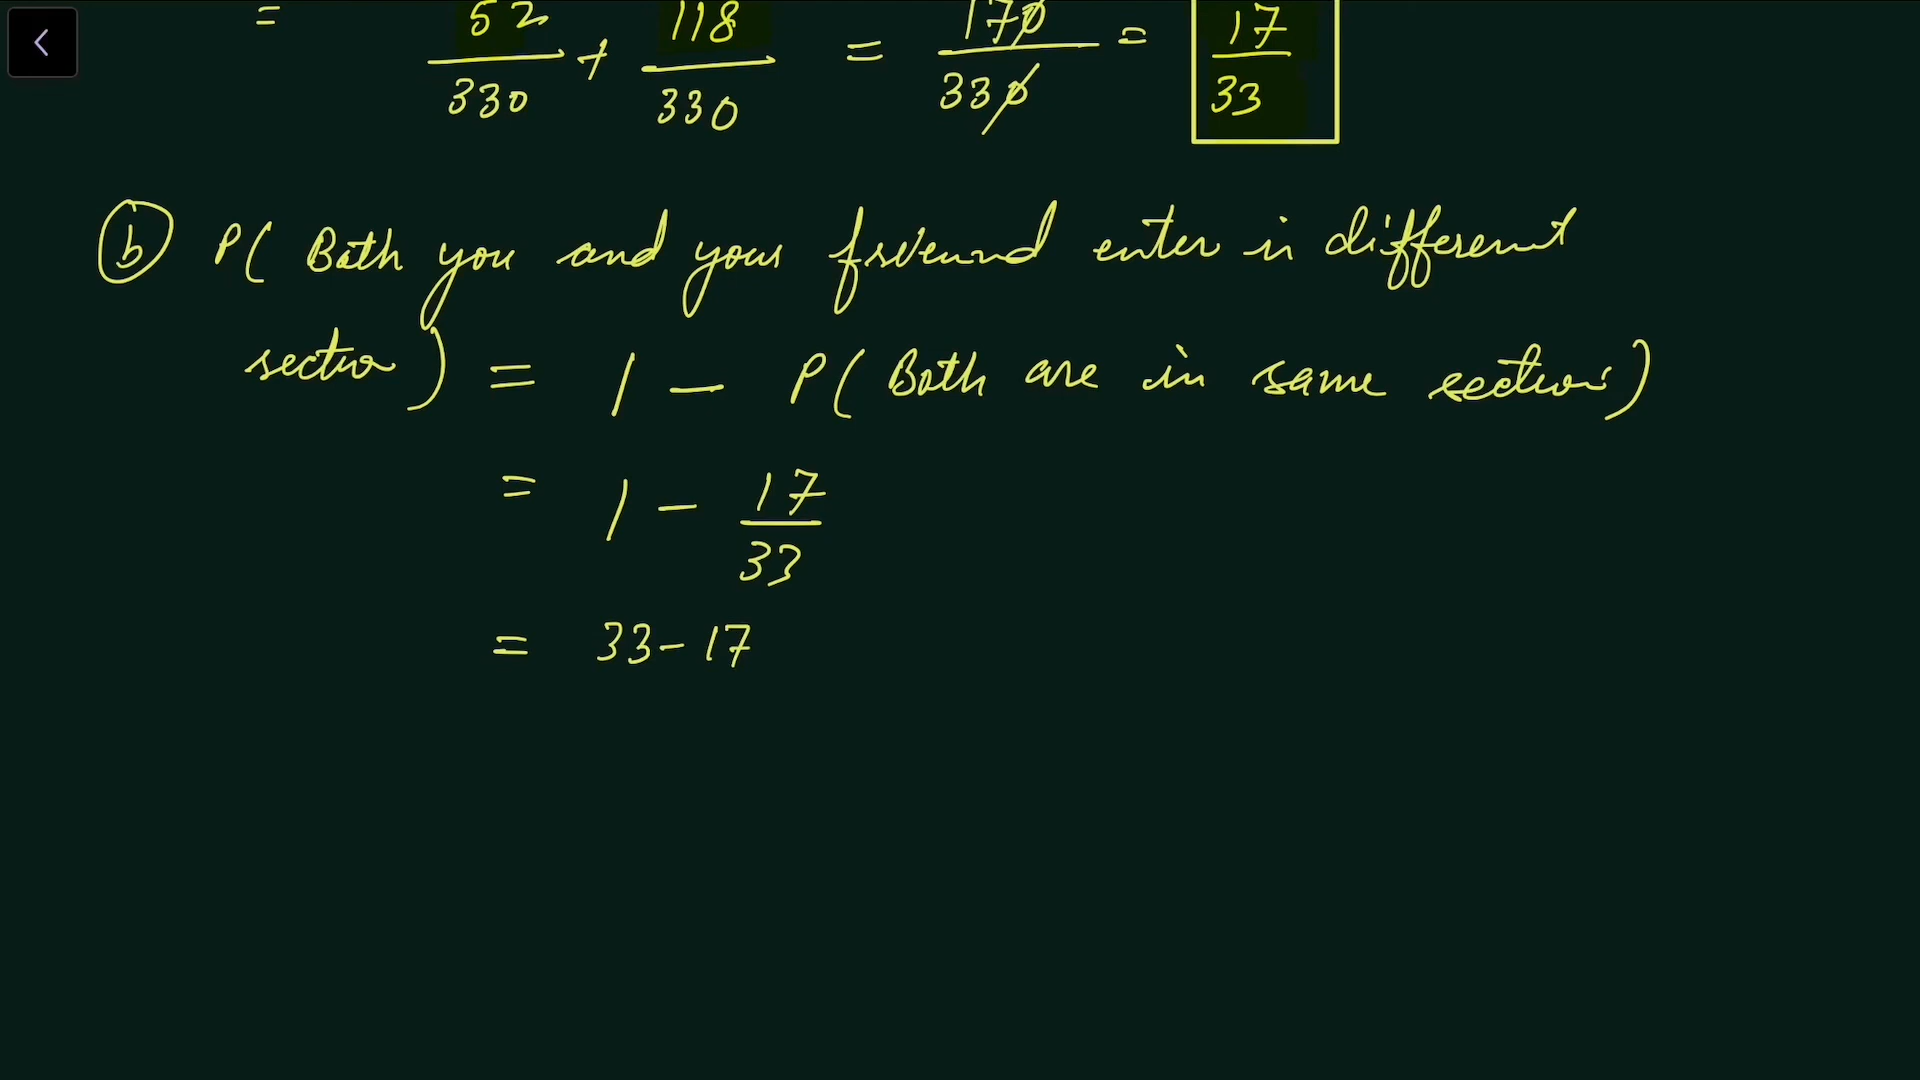 = 52/330 + 118/330 = 170/330 = 17/33
(b) P( Both you and your friend enter in different
section ) = 1 - P( Both are in same section )
= 1 - 17/33
= 33-17